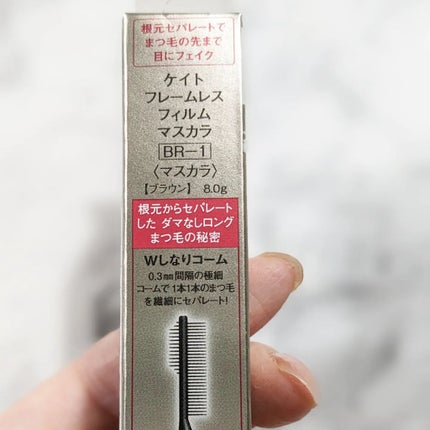 根元セパレートで
まつ毛の先まで
目にフェイク
ケイト
フレームレス
フィルム
マスカラ
BR-1
〈マスカラ〉
【ブラウン】 8.0g
根元からセパレート
した ダマなしロング
まつ毛の秘密
Wしなりコーム
0.3mm間隔の極細
コームで1本1本のまつ毛
を繊細にセパレート!